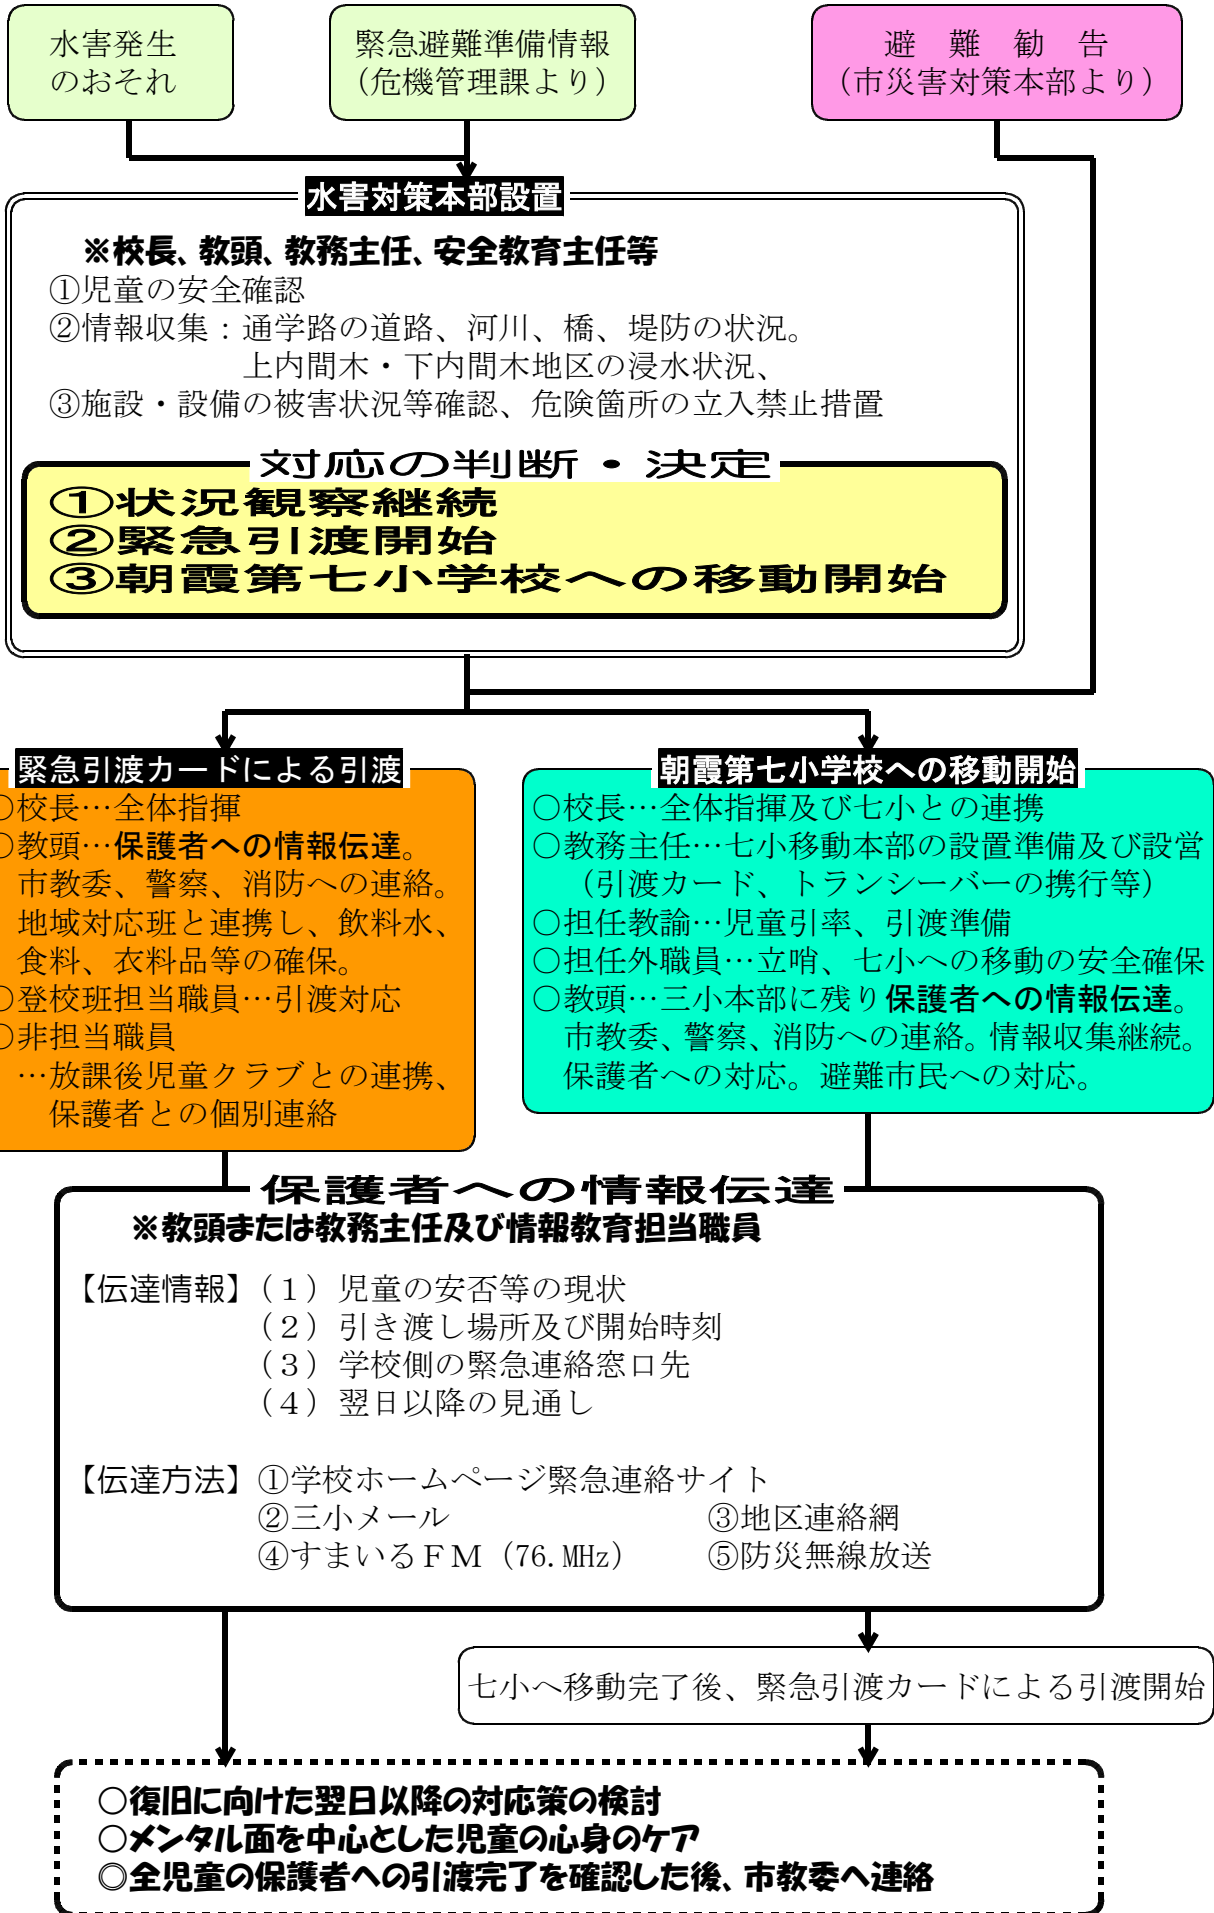 水害発生
のおそれ
緊急避難準備情報
（危機管理課より）
避　難　勧　告
（市災害対策本部より）
水害対策本部設置
※校長、教頭、教務主任、安全教育主任等
①児童の安全確認
②情報収集：通学路の道路、河川、橋、堤防の状況。
上内間木・下内間木地区の浸水状況、
③施設・設備の被害状況等確認、危険箇所の立入禁止措置
対応の判断・決定
①状況観察継続
②緊急引渡開始
③朝霞第七小学校への移動開始
緊急引渡カードによる引渡
○校長…全体指揮
○教頭…保護者への情報伝達。
市教委、警察、消防への連絡。
地域対応班と連携し、飲料水、
食料、衣料品等の確保。
○登校班担当職員…引渡対応
○非担当職員
…放課後児童クラブとの連携、
保護者との個別連絡
朝霞第七小学校への移動開始
○校長…全体指揮及び七小との連携
○教務主任…七小移動本部の設置準備及び設営
（引渡カード、トランシーバーの携行等）
○担任教諭…児童引率、引渡準備
○担任外職員…立哨、七小への移動の安全確保
○教頭…三小本部に残り保護者への情報伝達。
市教委、警察、消防への連絡。情報収集継続。
保護者への対応。避難市民への対応。
保護者への情報伝達
※教頭または教務主任及び情報教育担当職員
【伝達情報】（１）児童の安否等の現状
（２）引き渡し場所及び開始時刻
（３）学校側の緊急連絡窓口先
（４）翌日以降の見通し
【伝達方法】①学校ホームページ緊急連絡サイト
②三小メール　③地区連絡網
④すまいるＦＭ（76.MHz）　⑤防災無線放送
七小へ移動完了後、緊急引渡カードによる引渡開始
○復旧に向けた翌日以降の対応策の検討
○メンタル面を中心とした児童の心身のケア
◎全児童の保護者への引渡完了を確認した後、市教委へ連絡